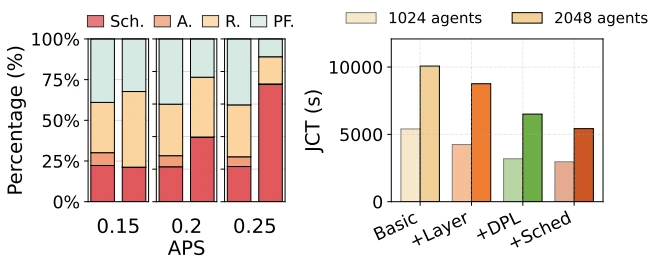 Sch. A. R. PF.
100%
75%
50%
25%
0%
Percentage (%)
0.15 0.2 0.25
APS
1024 agents 2048 agents
10000
5000
0
JCT (s)
Basic +Layer +DPL +Sched